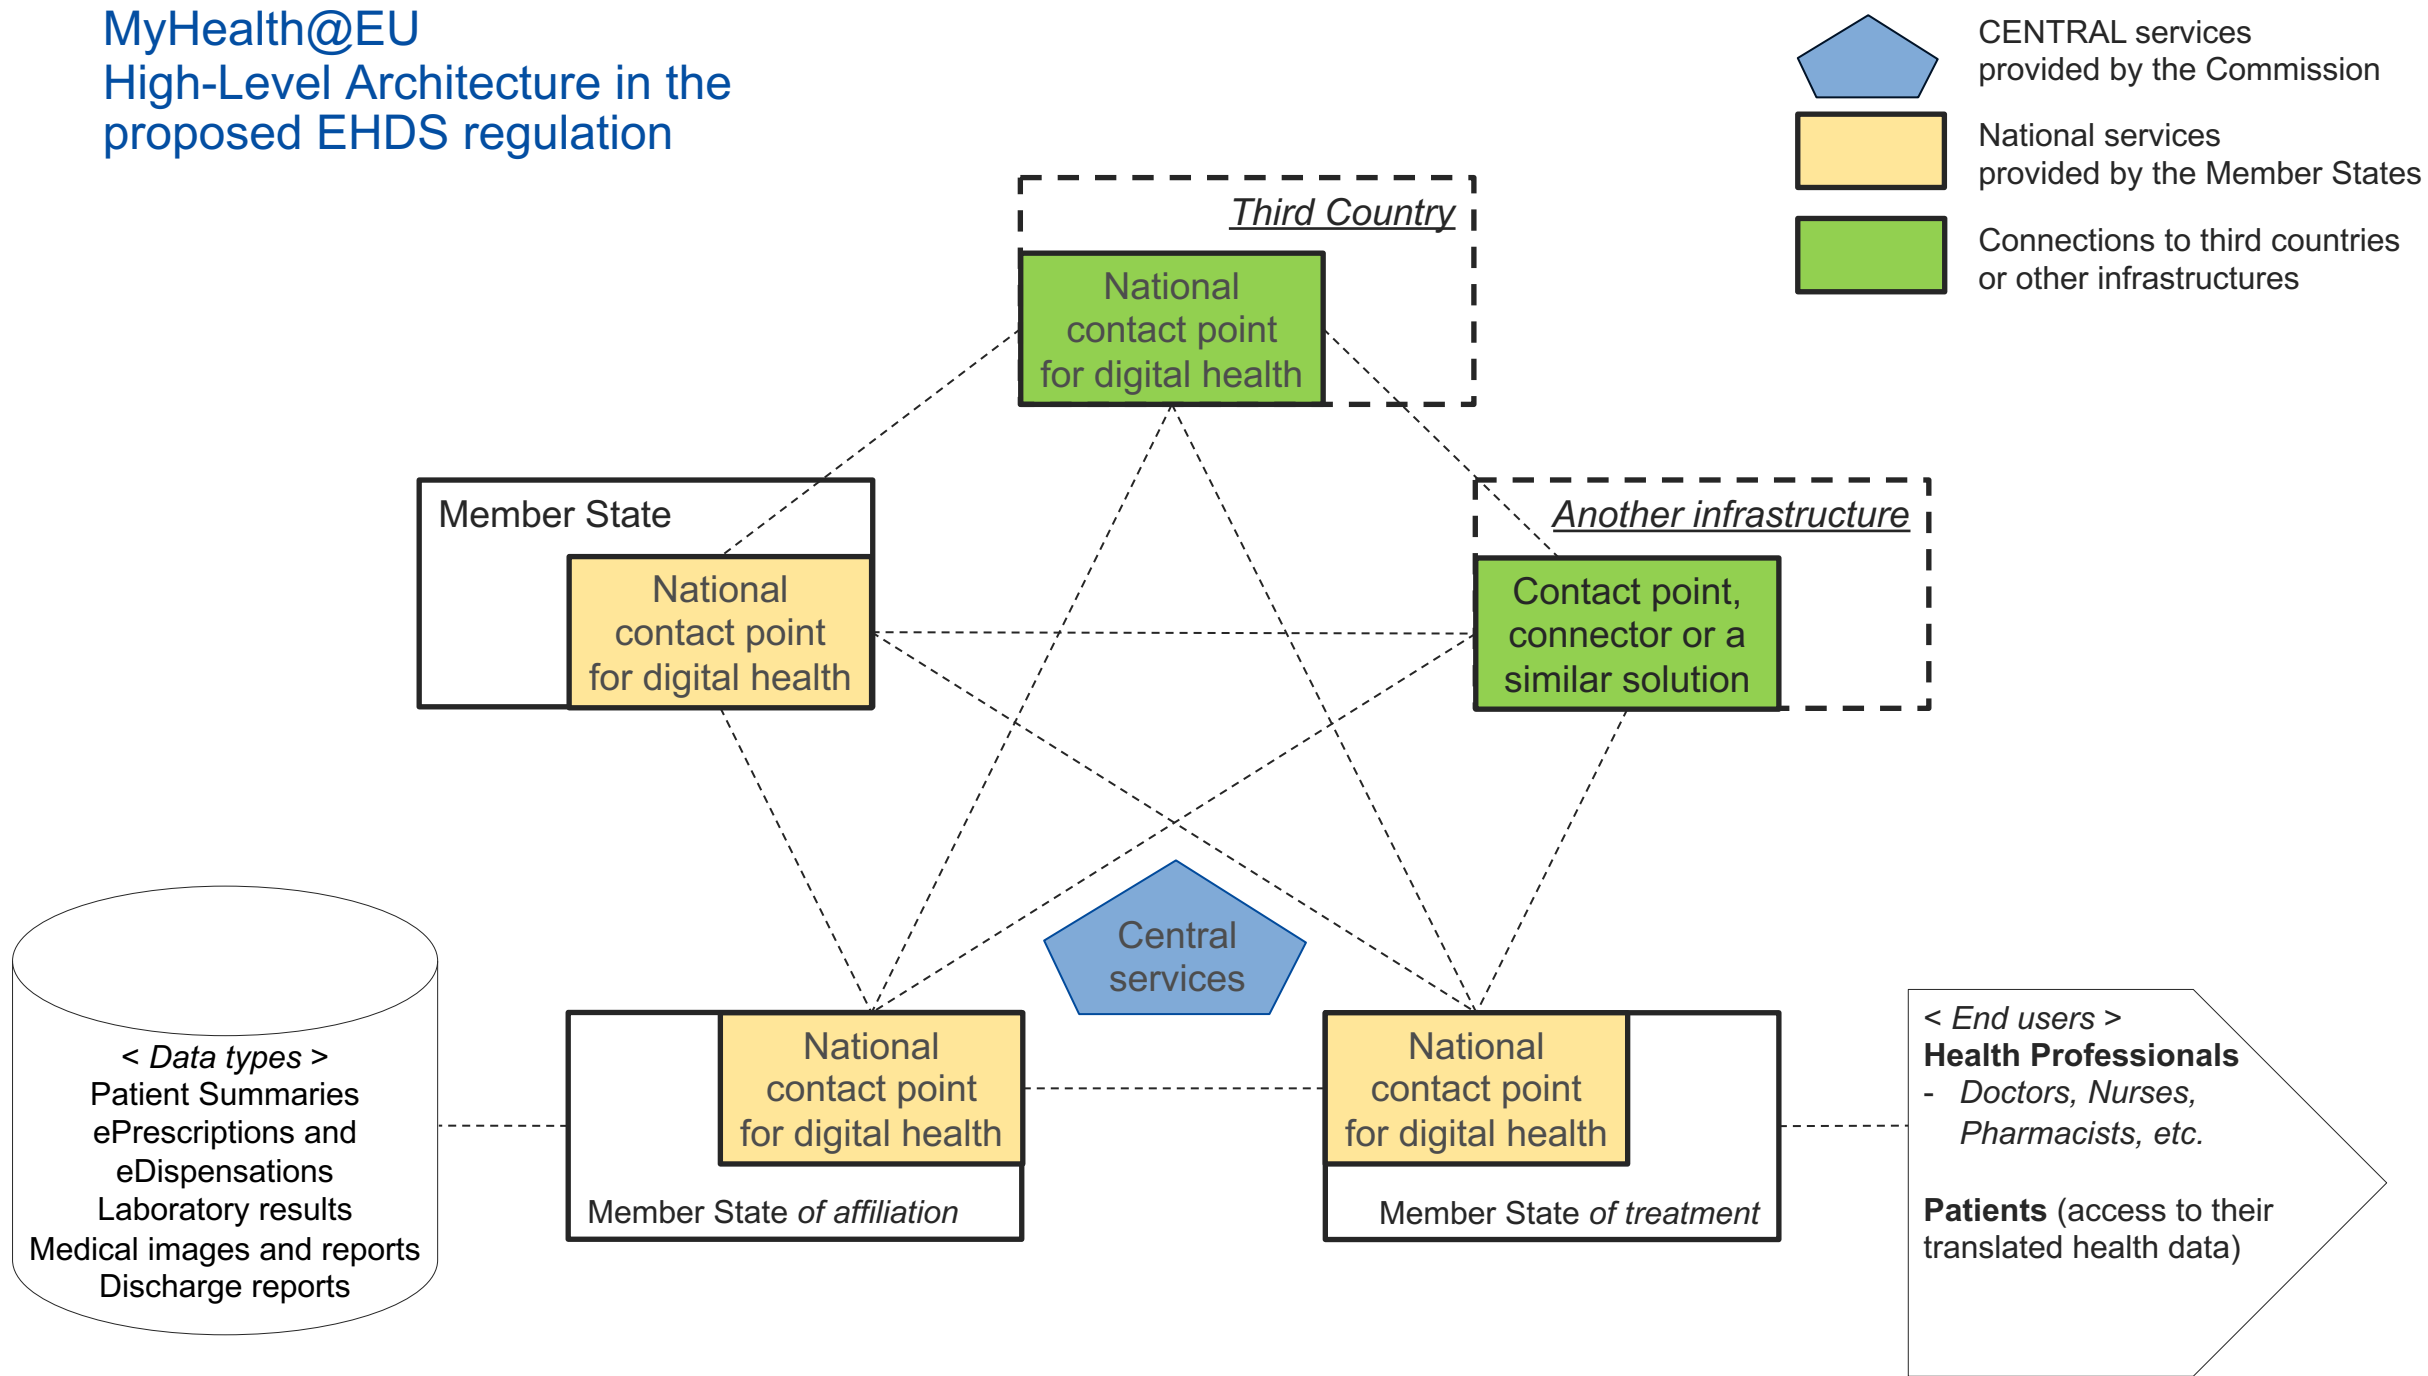 MyHealth@EU
High-Level Architecture in the
proposed EHDS regulation
CENTRAL services
provided by the Commission
National services
provided by the Member States
Connections to third countries
or other infrastructures
Third Country
National
contact point
for digital health
Member State
National
contact point
for digital health
Another infrastructure
Contact point,
connector or a
similar solution
Central
services
< Data types >
Patient Summaries
ePrescriptions and
eDispensations
Laboratory results
Medical images and reports
Discharge reports
National
contact point
for digital health
Member State of affiliation
National
contact point
for digital health
Member State of treatment
< End users >
Health Professionals
- Doctors, Nurses,
Pharmacists, etc.
Patients (access to their
translated health data)